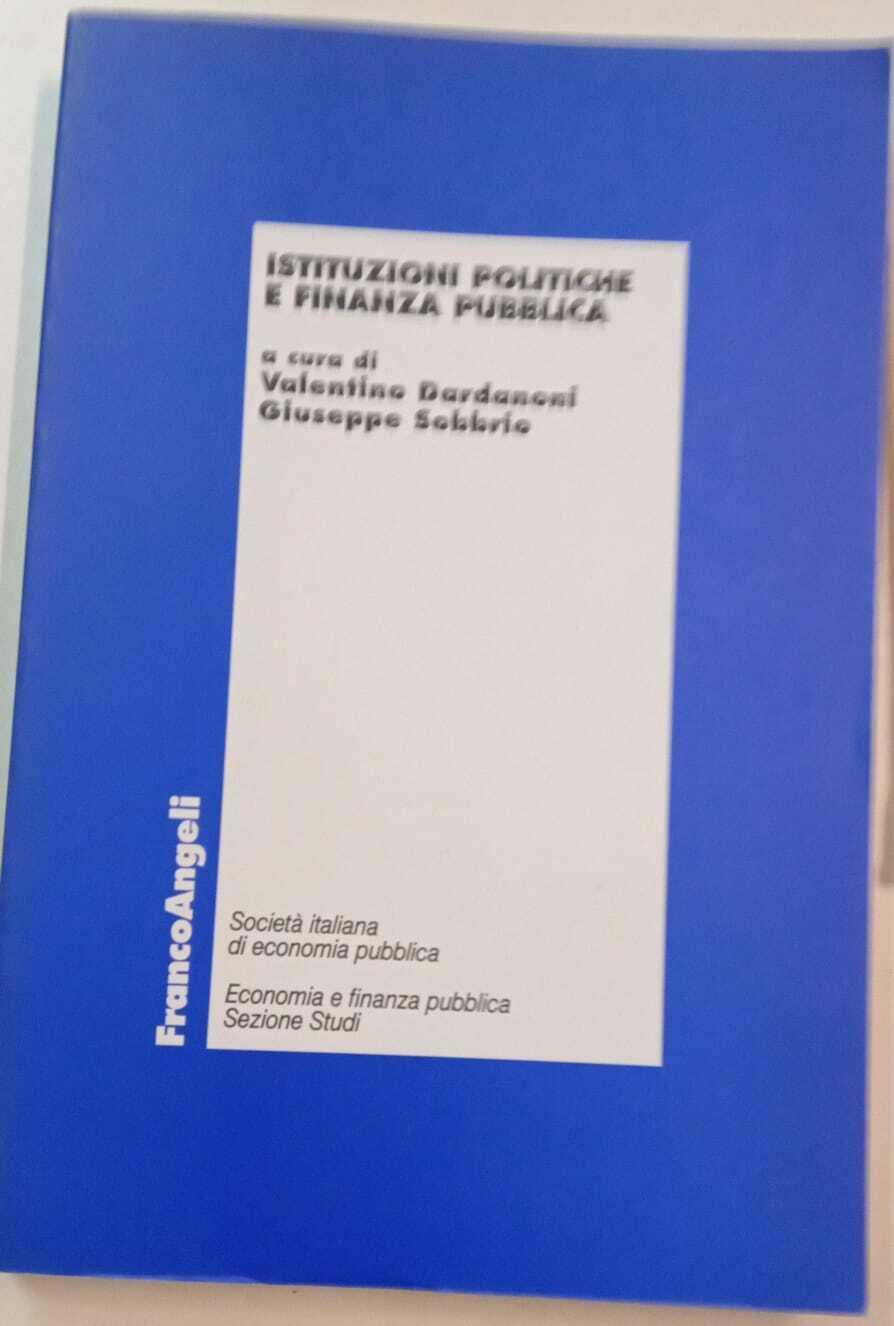 ISTITUZIONI POLITICHE
E FINANZA PUBBLICA
a cura di
Valentino Dardanoni
Giuseppe Sobbrio
Società italiana
di economia pubblica
Economia e finanza pubblica
Sezione Studi
FrancoAngeli